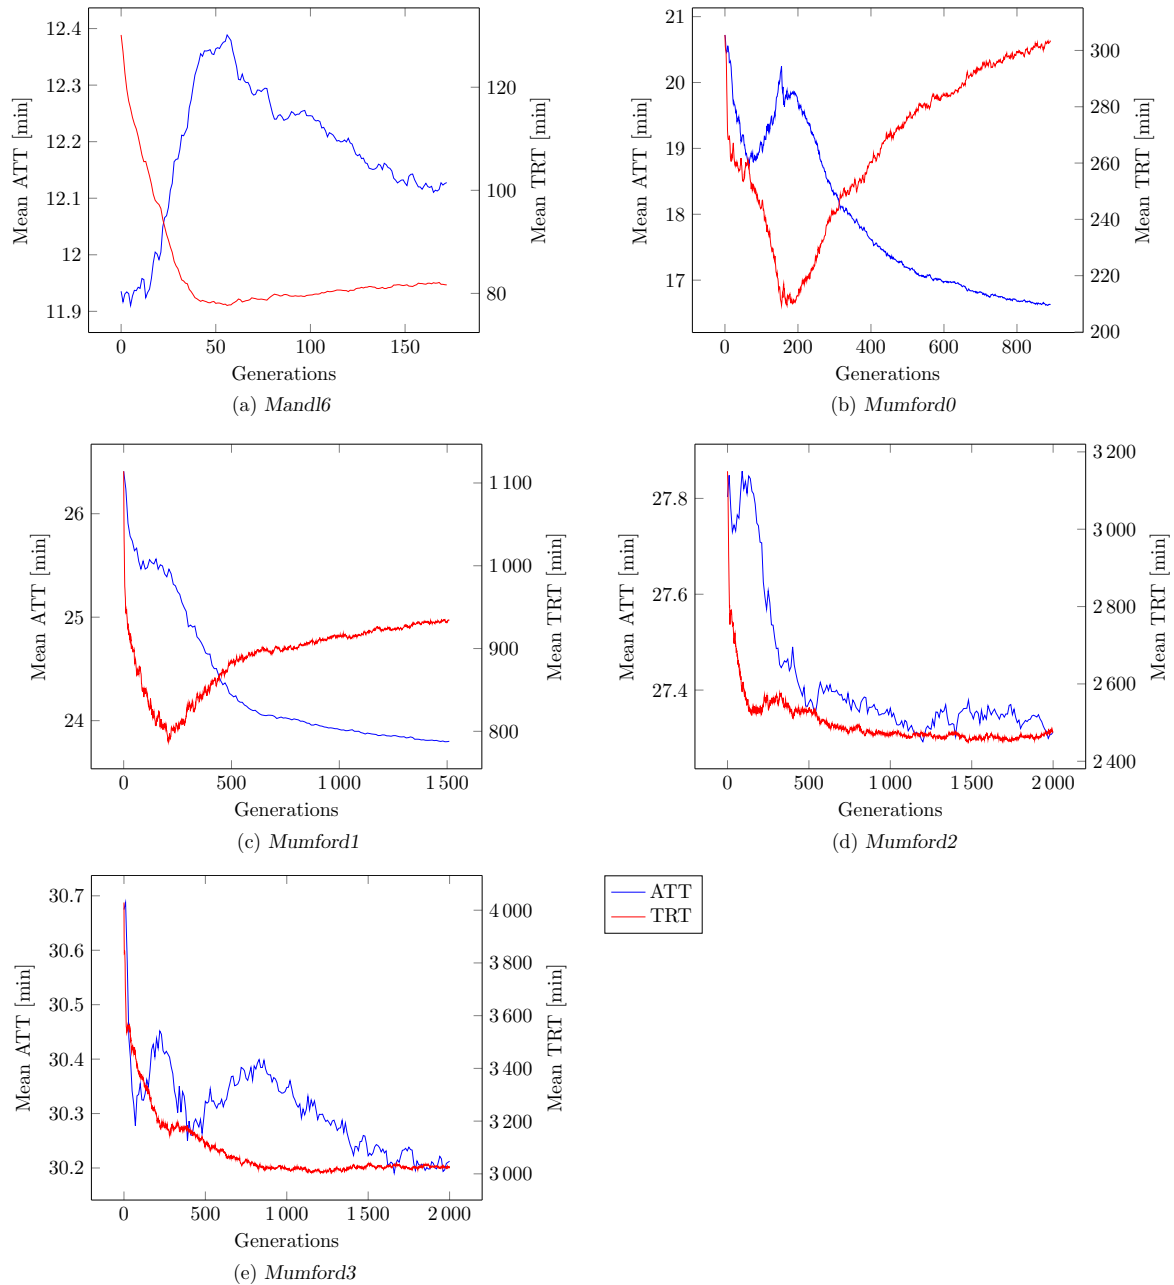 12.4
12.3
12.2
12.1
12
11.9
Mean ATT [min]
120
100
80
Mean TRT [min]
0 50 100 150
Generations
(a) Mandl6
21
20
19
18
17
Mean ATT [min]
300
280
260
240
220
200
Mean TRT [min]
0 200 400 600 800
Generations
(b) Mumford0
26
25
24
Mean ATT [min]
1 100
1 000
900
800
Mean TRT [min]
0 500 1 000 1 500
Generations
(c) Mumford1
27.8
27.6
27.4
Mean ATT [min]
3 200
3 000
2 800
2 600
2 400
Mean TRT [min]
0 500 1 000 1 500 2 000
Generations
(d) Mumford2
30.7
30.6
30.5
30.4
30.3
30.2
Mean ATT [min]
4 000
3 800
3 600
3 400
3 200
3 000
Mean TRT [min]
0 500 1 000 1 500 2 000
Generations
(e) Mumford3
ATT
TRT